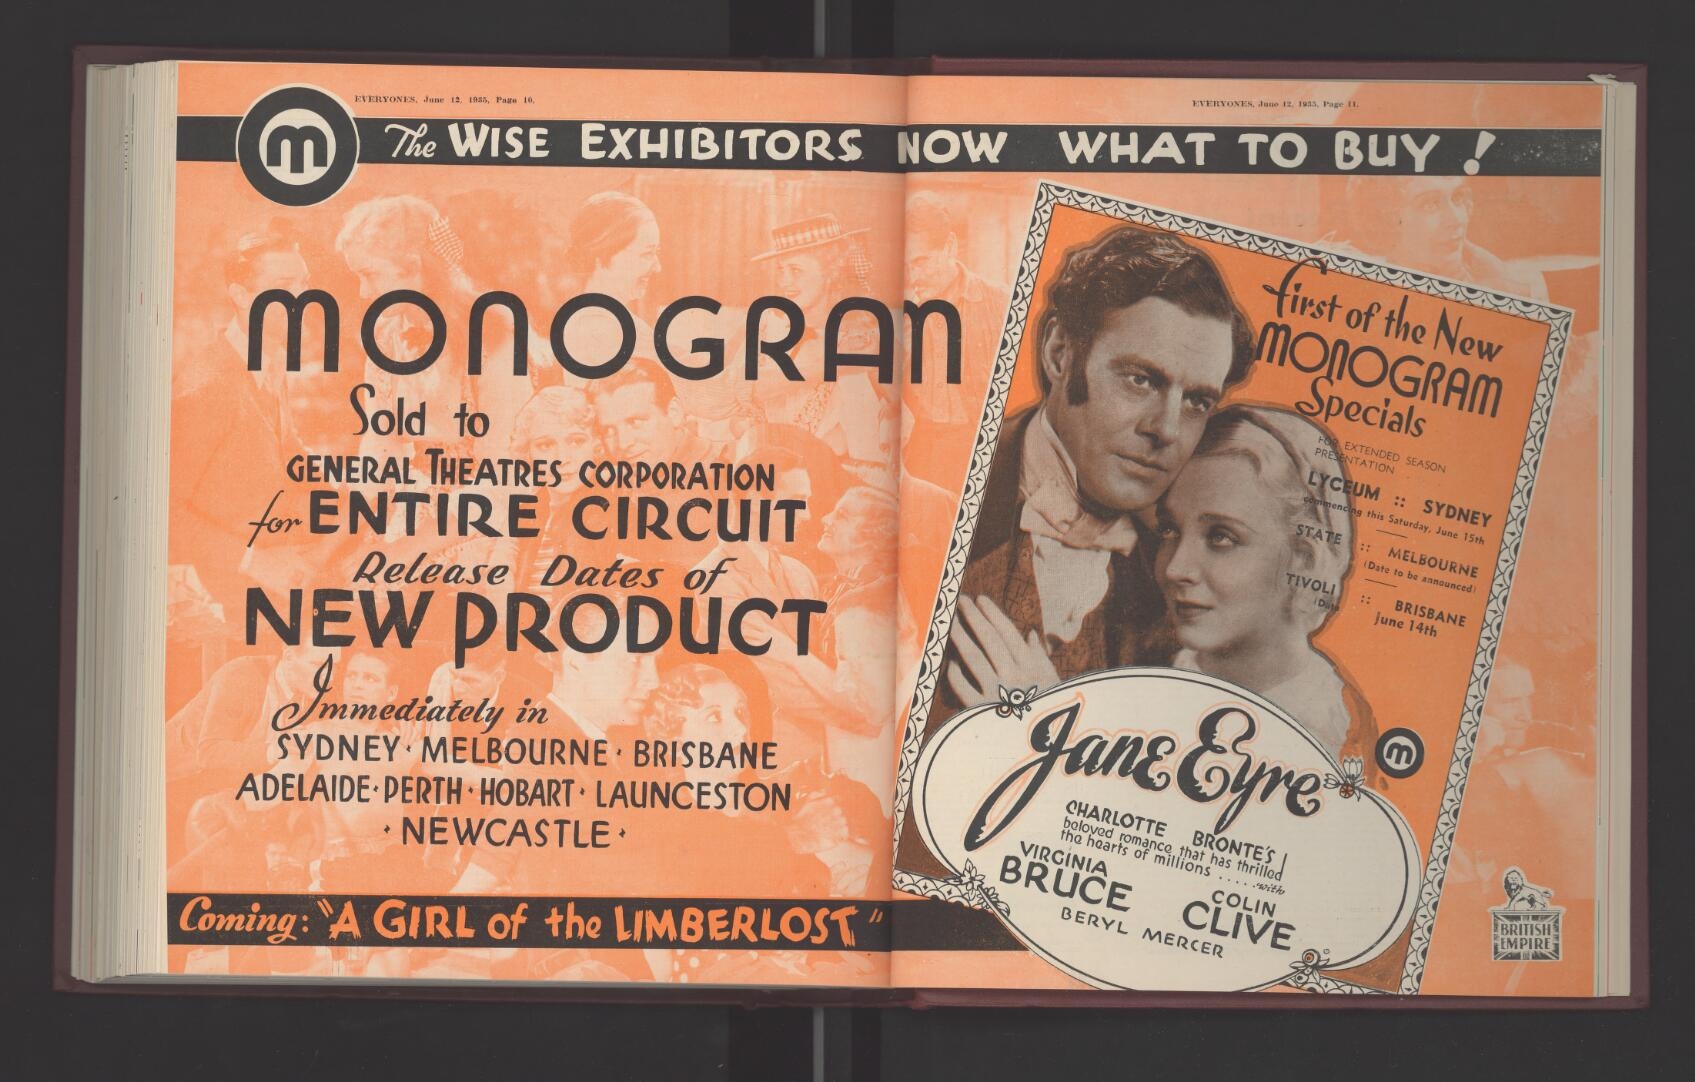 EVERYONES, June 12, 1935, Page 10.
EVERYONES, June 12, 1935, Page 11.
m
The WISE EXHIBITORS NOW WHAT TO BUY!
MONOGRAM
Sold to
GENERAL THEATRES CORPORATION
for ENTIRE CIRCUIT
Release Dates of
NEW PRODUCT
Immediately in
SYDNEY · MELBOURNE · BRISBANE
ADELAIDE · PERTH · HOBART · LAUNCESTON
· NEWCASTLE ·
Coming: "A GIRL of the LIMBERLOST"
First of the New
MONOGRAM
Specials
FOR EXTENDED SEASON
PRESENTATION
LYCEUM :: SYDNEY
commencing this Saturday, June 15th
STATE :: MELBOURNE
(Date to be announced)
TIVOLI :: BRISBANE
(Date June 14th
m
Jane Eyre
CHARLOTTE BRONTE'S
beloved romance that has thrilled
the hearts of millions ..... with
VIRGINIA
BRUCE
COLIN
CLIVE
BERYL MERCER
BRITISH
EMPIRE